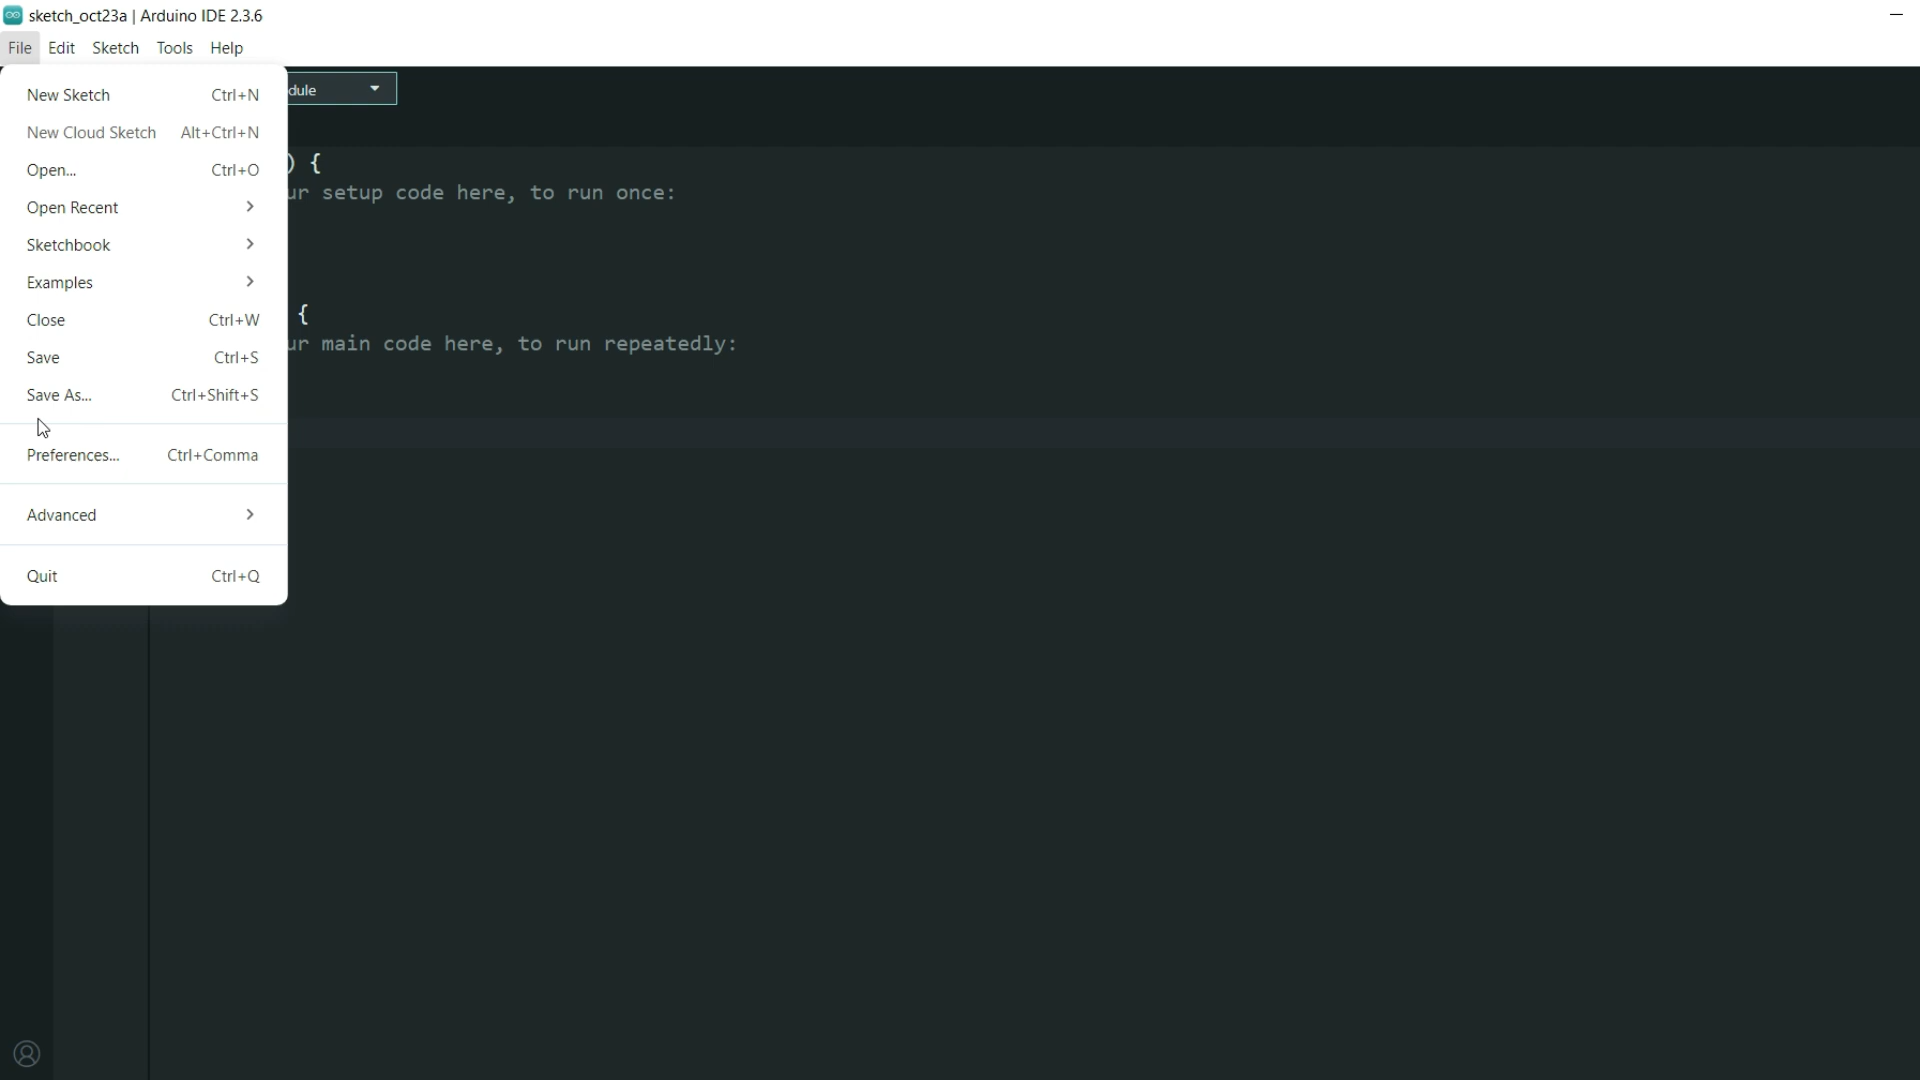 sketch_oct23a | Arduino IDE 2.3.6
File Edit Sketch Tools Help
New Sketch Ctrl+N
New Cloud Sketch Alt+Ctrl+N
Open... Ctrl+O
Open Recent
Sketchbook
Examples
Close Ctrl+W
Save Ctrl+S
Save As... Ctrl+Shift+S
Preferences... Ctrl+Comma
Advanced
Quit Ctrl+Q
dule
) {
ur setup code here, to run once:
{
ur main code here, to run repeatedly: